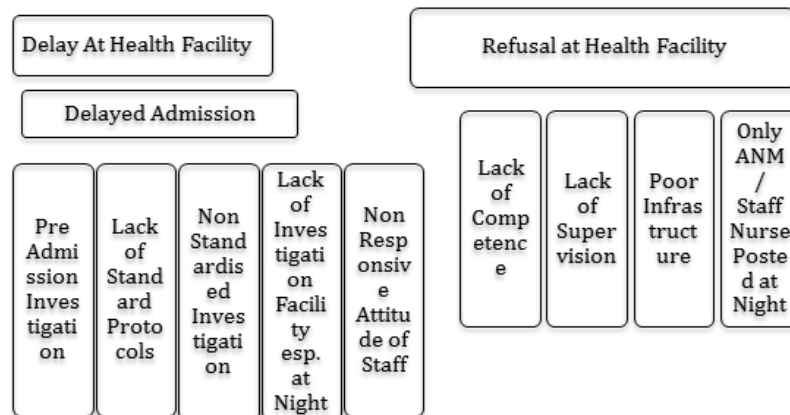 Delay At Health Facility
Refusal at Health Facility
Delayed Admission
Pre
Admi
ssion
Inves
tigati
on
Lack
of
Stand
ard
Proto
cols
Non
Stand
ardis
ed
Inves
tigati
on
Lack
of
Inves
tigati
on
Facili
ty
esp.
at
Night
Non
Resp
onsiv
e
Attitu
de of
Staff
Lack
of
Comp
etenc
e
Lack
of
Super
vision
Poor
Infras
truct
ure
Only
ANM
/
Staff
Nurse
Poste
d at
Night